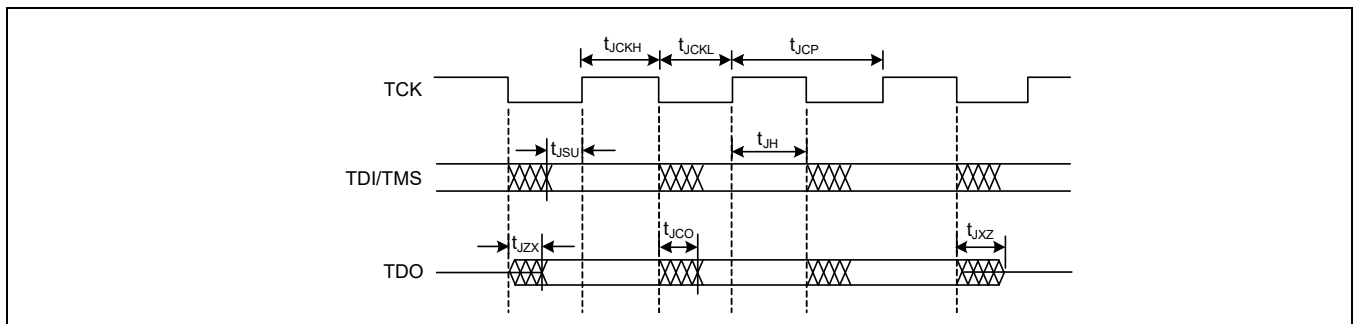 tJCKH tJCKL tJCP
TCK
tJSU tJH
TDI/TMS
tJZX tJCO tJXZ
TDO